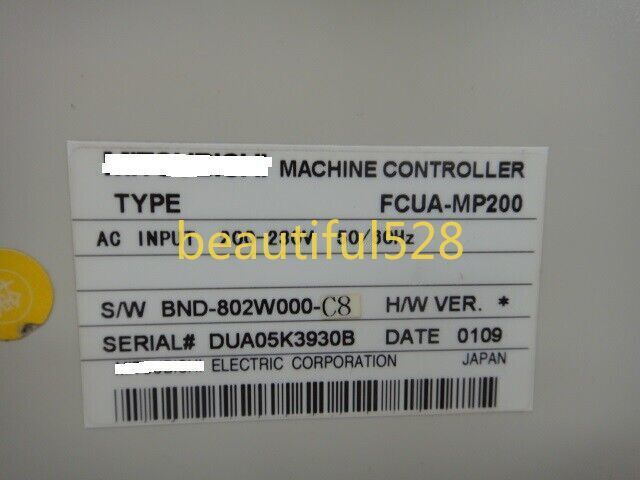 MACHINE CONTROLLER
TYPE FCUA-MP200
AC INPUT 50/60Hz
beautiful528
S/W BND-802W000-C8 H/W VER. *
SERIAL# DUA05K3930B DATE 0109
ELECTRIC CORPORATION JAPAN